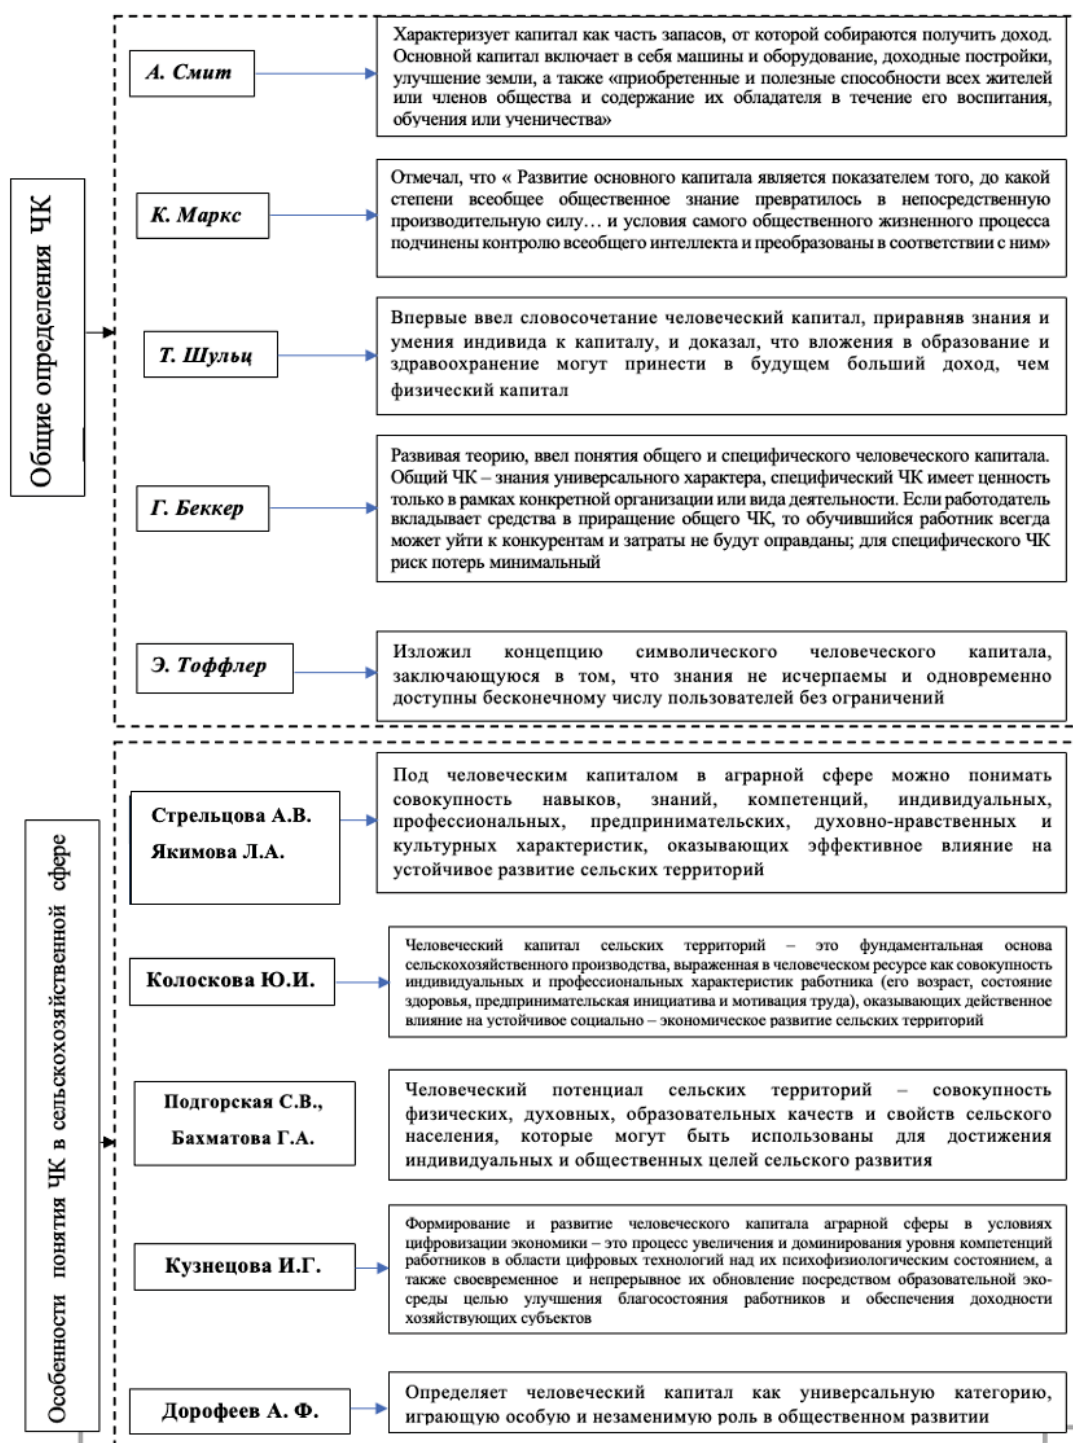 Общие определения ЧК
А. Смит
Характеризует капитал как часть запасов, от которой собираются получить доход.
Основной капитал включает в себя машины и оборудование, доходные постройки,
улучшение земли, а также «приобретенные и полезные способности всех жителей
или членов общества и содержание их обладателя в течение его воспитания,
обучения или ученичества»
К. Маркс
Отмечал, что « Развитие основного капитала является показателем того, до какой
степени всеобщее общественное знание превратилось в непосредственную
производительную силу… и условия самого общественного жизненного процесса
подчинены контролю всеобщего интеллекта и преобразованы в соответствии с ним»
Т. Шульц
Впервые ввел словосочетание человеческий капитал, приравняв знания и
умения индивида к капиталу, и доказал, что вложения в образование и
здравоохранение могут принести в будущем больший доход, чем
физический капитал
Г. Беккер
Развивая теорию, ввел понятия общего и специфического человеческого капитала.
Общий ЧК – знания универсального характера, специфический ЧК имеет ценность
только в рамках конкретной организации или вида деятельности. Если работодатель
вкладывает средства в приращение общего ЧК, то обучившийся работник всегда
может уйти к конкурентам и затраты не будут оправданы; для специфического ЧК
риск потерь минимальный
Э. Тоффлер
Изложил концепцию символического человеческого капитала,
заключающуюся в том, что знания не исчерпаемы и одновременно
доступны бесконечному числу пользователей без ограничений
Особенности понятия ЧК в сельскохозяйственной сфере
Стрельцова А.В.
Якимова Л.А.
Под человеческим капиталом в аграрной сфере можно понимать
совокупность навыков, знаний, компетенций, индивидуальных,
профессиональных, предпринимательских, духовно-нравственных и
культурных характеристик, оказывающих эффективное влияние на
устойчивое развитие сельских территорий
Колоскова Ю.И.
Человеческий капитал сельских территорий – это фундаментальная основа
сельскохозяйственного производства, выраженная в человеческом ресурсе как совокупность
индивидуальных и профессиональных характеристик работника (его возраст, состояние
здоровья, предпринимательская инициатива и мотивация труда), оказывающих действенное
влияние на устойчивое социально – экономическое развитие сельских территорий
Подгорская С.В.,
Бахматова Г.А.
Человеческий потенциал сельских территорий – совокупность
физических, духовных, образовательных качеств и свойств сельского
населения, которые могут быть использованы для достижения
индивидуальных и общественных целей сельского развития
Кузнецова И.Г.
Формирование и развитие человеческого капитала аграрной сферы в условиях
цифровизации экономики – это процесс увеличения и доминирования уровня компетенций
работников в области цифровых технологий над их психофизиологическим состоянием, а
также своевременное и непрерывное их обновление посредством образовательной эко-
среды целью улучшения благосостояния работников и обеспечения доходности
хозяйствующих субъектов
Дорофеев А. Ф.
Определяет человеческий капитал как универсальную категорию,
играющую особую и незаменимую роль в общественном развитии